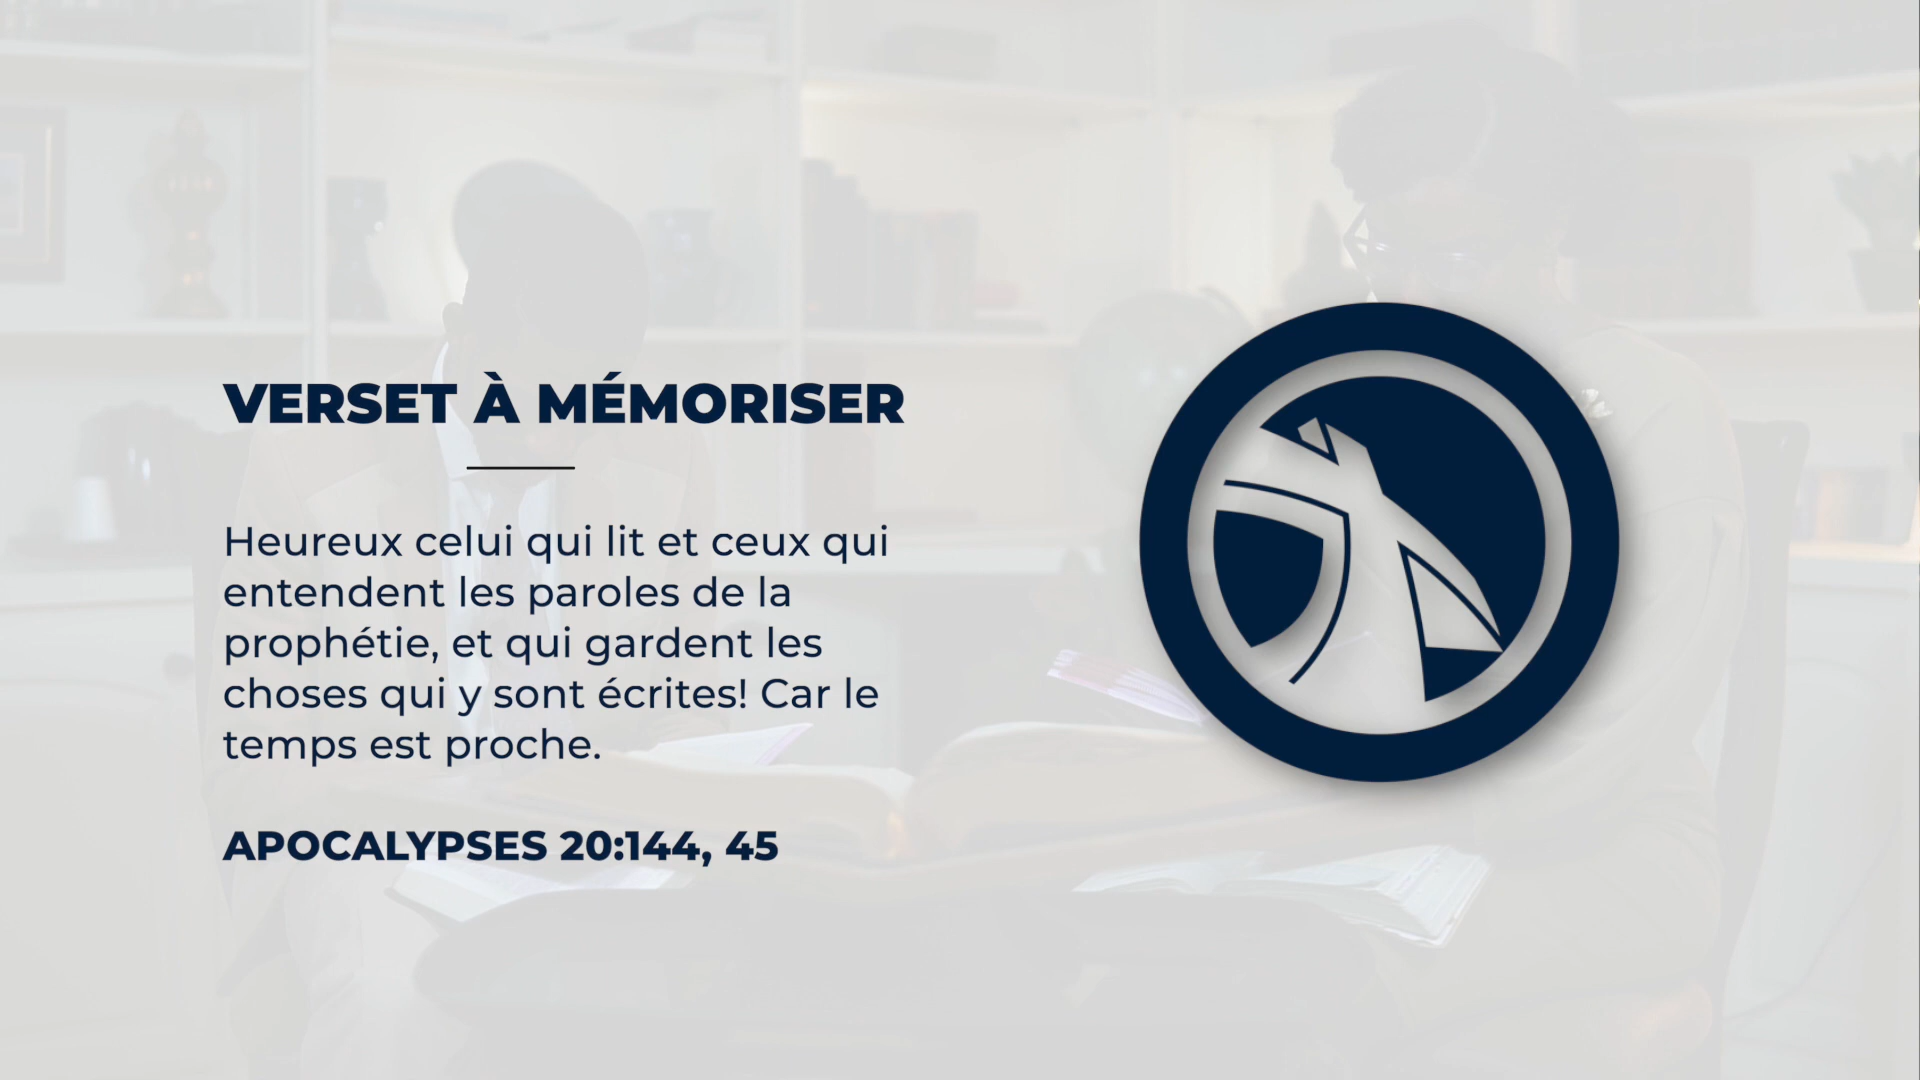 VERSET À MÉMORISER
Heureux celui qui lit et ceux qui
entendent les paroles de la
prophétie, et qui gardent les
choses qui y sont écrites! Car le
temps est proche.
APOCALYPSES 20:144, 45